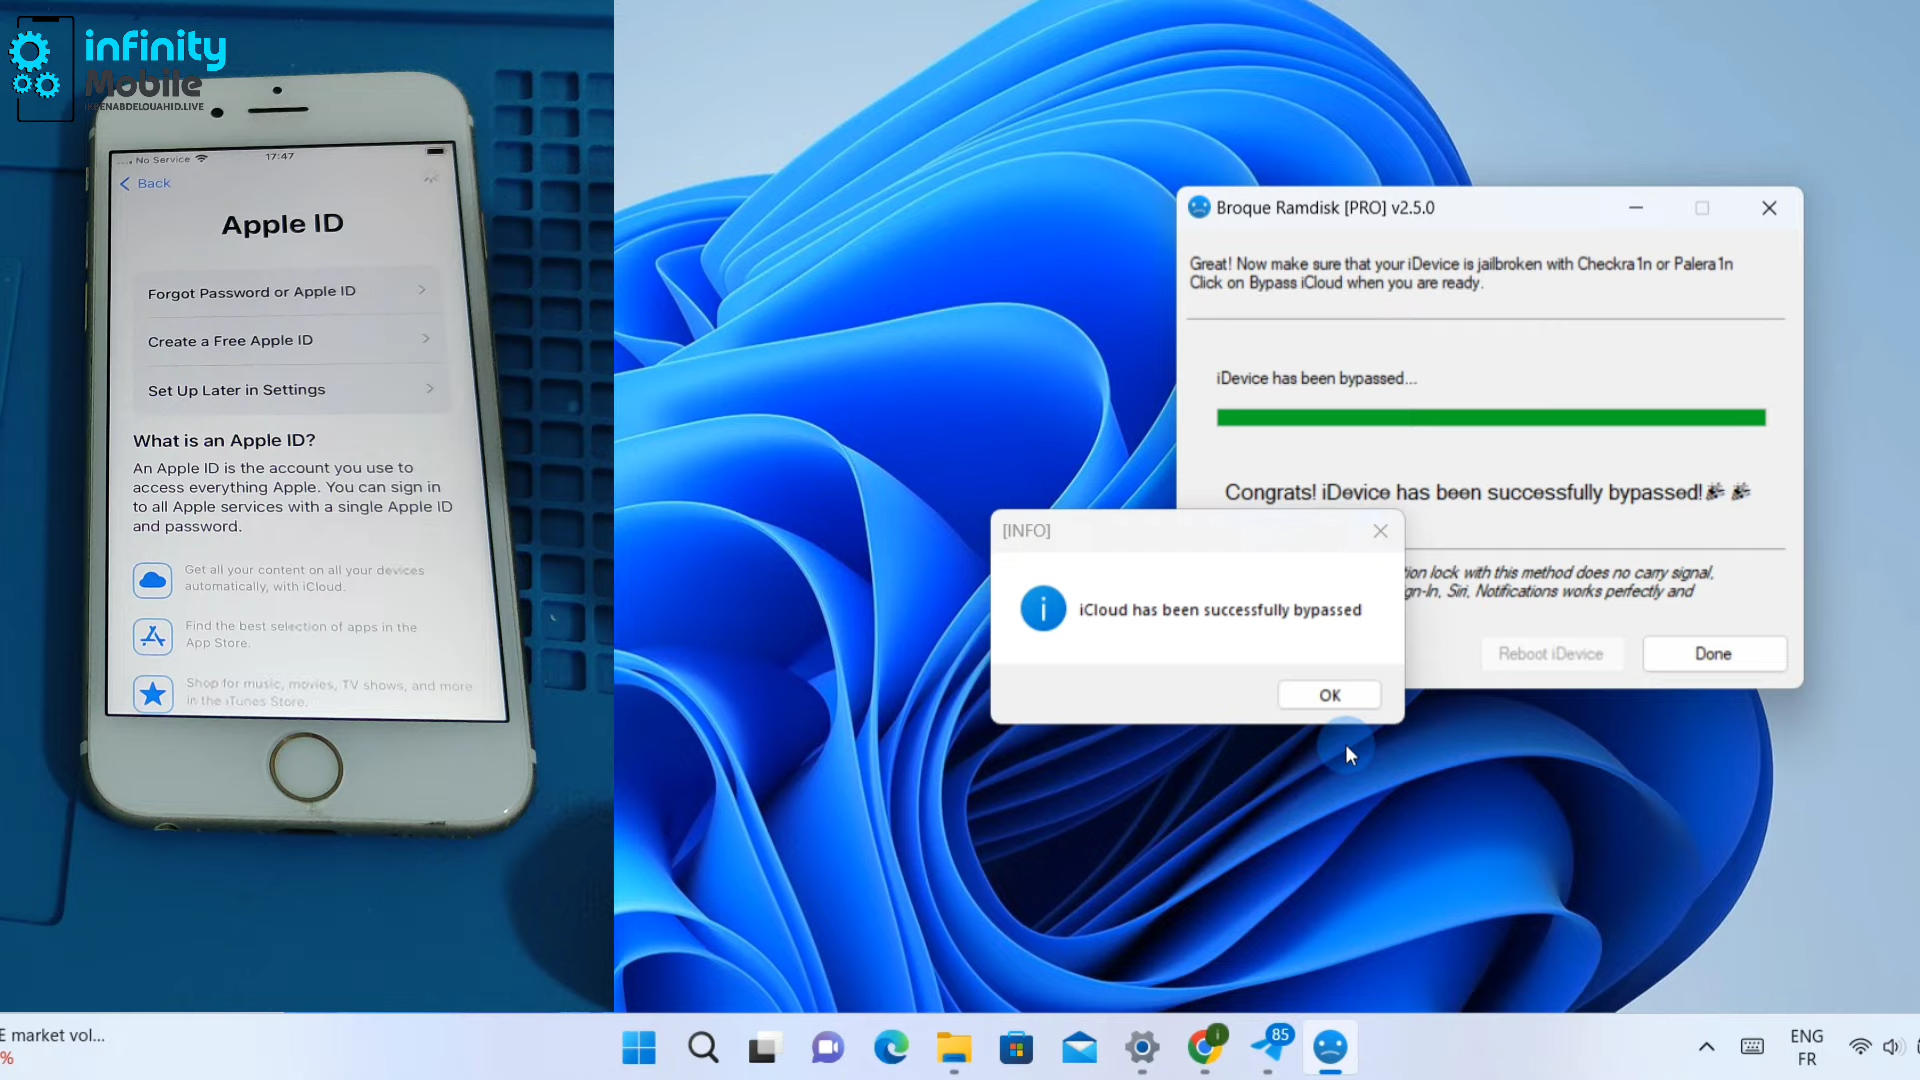 infinity
Mobile
IKBENABDELOUAHID.LIVE
No Service
17:47
Back
Apple ID
Forgot Password or Apple ID
Create a Free Apple ID
Set Up Later in Settings
What is an Apple ID?
An Apple ID is the account you use to
access everything Apple. You can sign in
to all Apple services with a single Apple ID
and password.
Get all your content on all your devices
automatically, with iCloud.
Find the best selection of apps in the
App Store.
Shop for music, movies, TV shows, and more
in the iTunes Store.
Broque Ramdisk [PRO] v2.5.0
Great! Now make sure that your iDevice is jailbroken with Checkra1n or Palera1n
Click on Bypass iCloud when you are ready.
iDevice has been bypassed...
Congrats! iDevice has been successfully bypassed!
[INFO]
iCloud has been successfully bypassed
OK
tion lock with this method does no carry signal,
gn-In, Siri, Notifications works perfectly and
Reboot iDevice
Done
E market vol...
%
85
ENG
FR